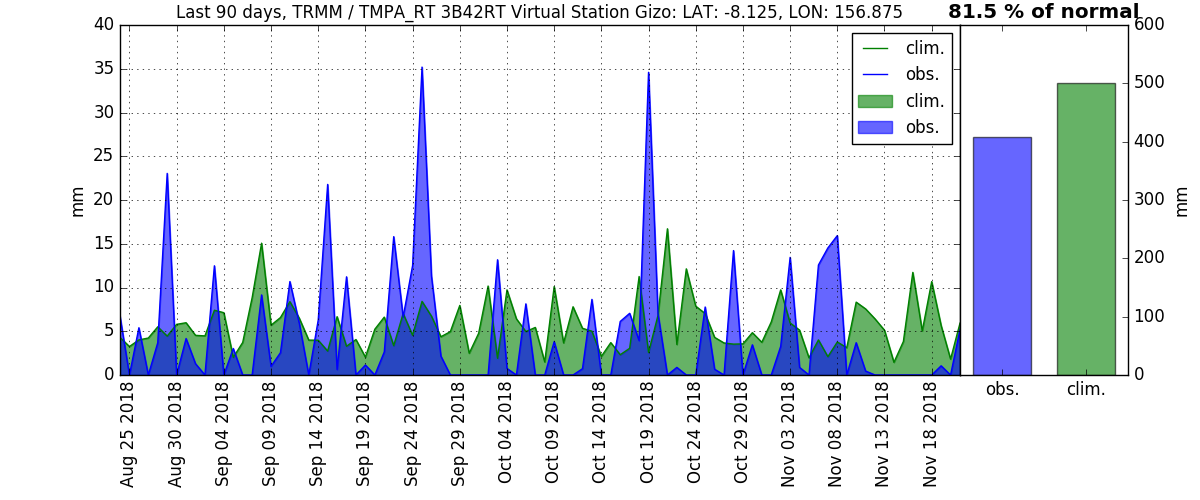 Last 90 days, TRMM / TMPA_RT 3B42RT Virtual Station Gizo: LAT: -8.125, LON: 156.875
81.5 % of normal
40
35
30
25
20
15
10
5
0
mm
clim.
obs.
clim.
obs.
600
500
400
300
200
100
0
mm
obs.
clim.
Aug 25 2018
Aug 30 2018
Sep 04 2018
Sep 09 2018
Sep 14 2018
Sep 19 2018
Sep 24 2018
Sep 29 2018
Oct 04 2018
Oct 09 2018
Oct 14 2018
Oct 19 2018
Oct 24 2018
Oct 29 2018
Nov 03 2018
Nov 08 2018
Nov 13 2018
Nov 18 2018